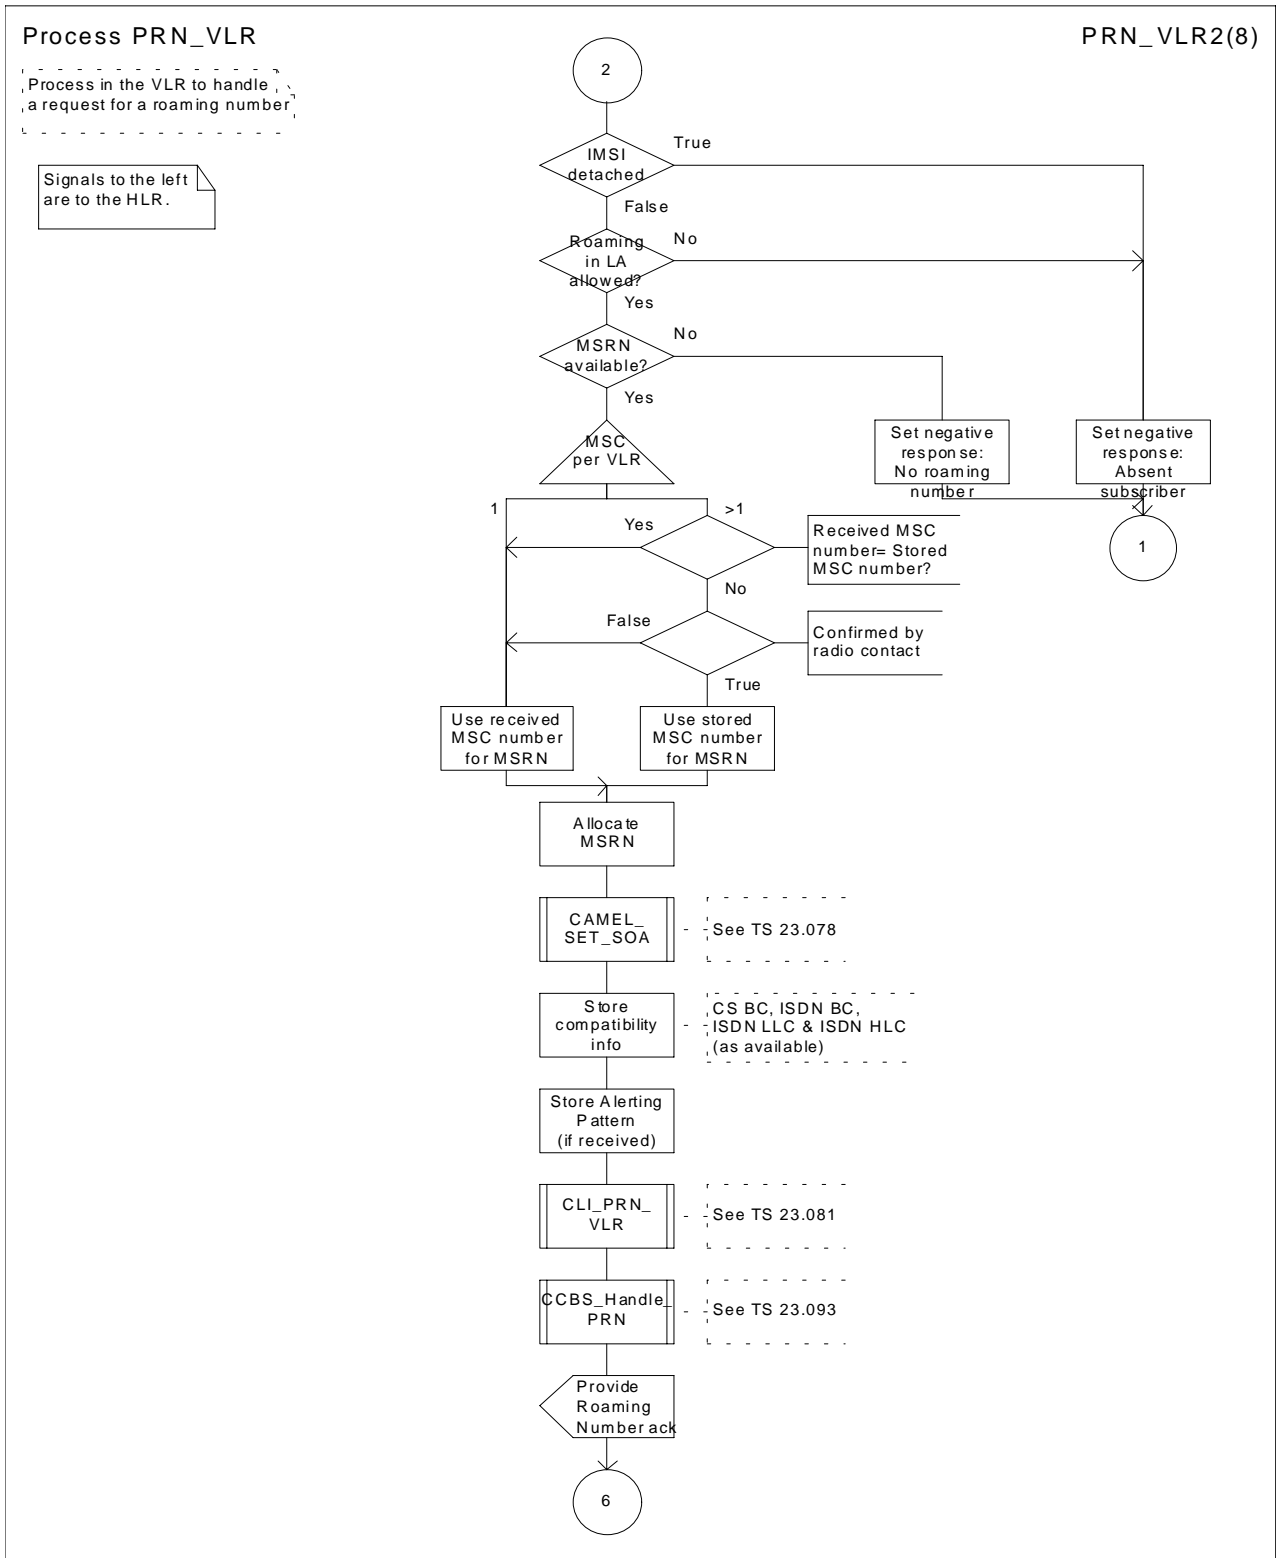 Process PRN_VLR
PRN_VLR2(8)
Process in the VLR to handle
a request for a roaming number
Signals to the left
are to the HLR.
2
IMSI
detached
True
False
Roaming
in LA
allowed?
No
Yes
MSRN
available?
No
Yes
MSC
per VLR
Set negative
response:
No roaming
number
Set negative
response:
Absent
subscriber
1
>1
Yes
Received MSC
number= Stored
MSC number?
1
No
False
Confirmed by
radio contact
True
Use received
MSC number
for MSRN
Use stored
MSC number
for MSRN
Allocate
MSRN
CAMEL_
SET_SOA
See TS 23.078
Store
compatibility
info
CS BC, ISDN BC,
ISDN LLC & ISDN HLC
(as available)
Store Alerting
Pattern
(if received)
CLI_PRN_
VLR
See TS 23.081
CCBS_Handle_
PRN
See TS 23.093
Provide
Roaming
Number ack
6